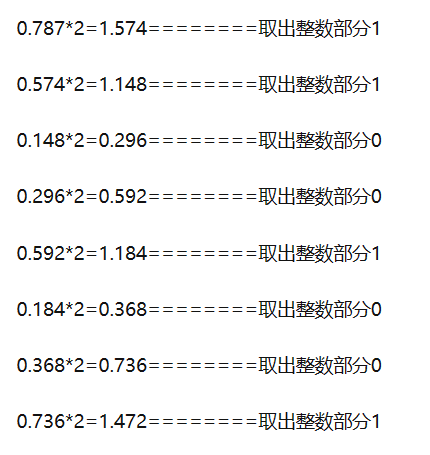 0.787*2=1.574========取出整数部分1
0.574*2=1.148========取出整数部分1
0.148*2=0.296========取出整数部分0
0.296*2=0.592========取出整数部分0
0.592*2=1.184========取出整数部分1
0.184*2=0.368========取出整数部分0
0.368*2=0.736========取出整数部分0
0.736*2=1.472========取出整数部分1